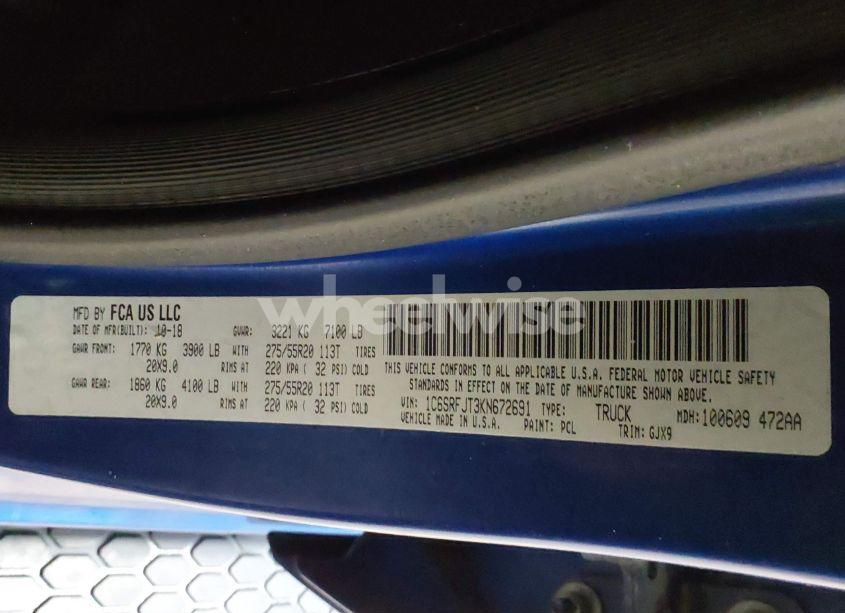 MFD BY FCA US LLC
DATE OF MFR(BUILT): 10-18 GVWR: 3221 KG 7100 LB
GAWR FRONT: 1770 KG 3900 LB WITH 275/55R20 113T TIRES
20X9.0 RIMS AT 220 KPA ( 32 PSI) COLD
GAWR REAR: 1860 KG 4100 LB WITH 275/55R20 113T TIRES
20X9.0 RIMS AT 220 KPA ( 32 PSI) COLD
THIS VEHICLE CONFORMS TO ALL APPLICABLE U.S.A. FEDERAL MOTOR VEHICLE SAFETY
STANDARDS IN EFFECT ON THE DATE OF MANUFACTURE SHOWN ABOVE.
VIN: 1C6SRFJT3KN672691 TYPE: TRUCK MDH: 100609 472AA
VEHICLE MADE IN U.S.A. PAINT: PCL TRIM: GJX9
wheelwise